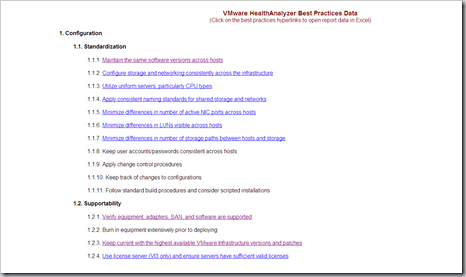 VMware HealthAnalyzer Best Practices Data
(Click on the best practices hyperlinks to open report data in Excel)
1. Configuration
1.1. Standardization
1.1.1. Maintain the same software versions across hosts
1.1.2. Configure storage and networking consistently across the infrastructure
1.1.3. Utilize uniform servers, particularly CPU types
1.1.4. Apply consistent naming standards for shared storage and networks
1.1.5. Minimize differences in number of active NIC ports across hosts
1.1.6. Minimize differences in LUNs visible across hosts
1.1.7. Minimize differences in number of storage paths between hosts and storage
1.1.8. Keep user accounts/passwords consistent across hosts
1.1.9. Apply change control procedures
1.1.10. Keep track of changes to configurations
1.1.11. Follow standard build procedures and consider scripted installations
1.2. Supportability
1.2.1. Verify equipment, adapters, SAN, and software are supported
1.2.2. Burn in equipment extensively prior to deploying
1.2.3. Keep current with the highest available VMware Infrastructure versions and patches
1.2.4. Use license server (VI3 only) and ensure servers have sufficient valid licenses